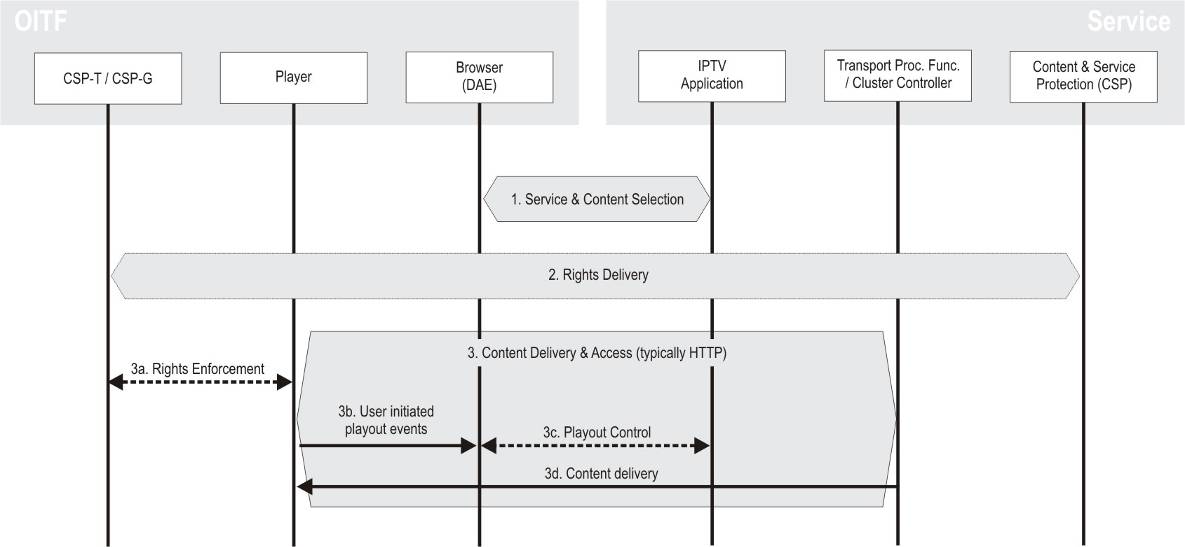 OITF
Service
CSP-T / CSP-G
Player
Browser
(DAE)
IPTV
Application
Transport Proc. Func.
/ Cluster Controller
Content & Service
Protection (CSP)
1. Service & Content Selection
2. Rights Delivery
3. Content Delivery & Access (typically HTTP)
3a. Rights Enforcement
3b. User initiated
playout events
3c. Playout Control
3d. Content delivery